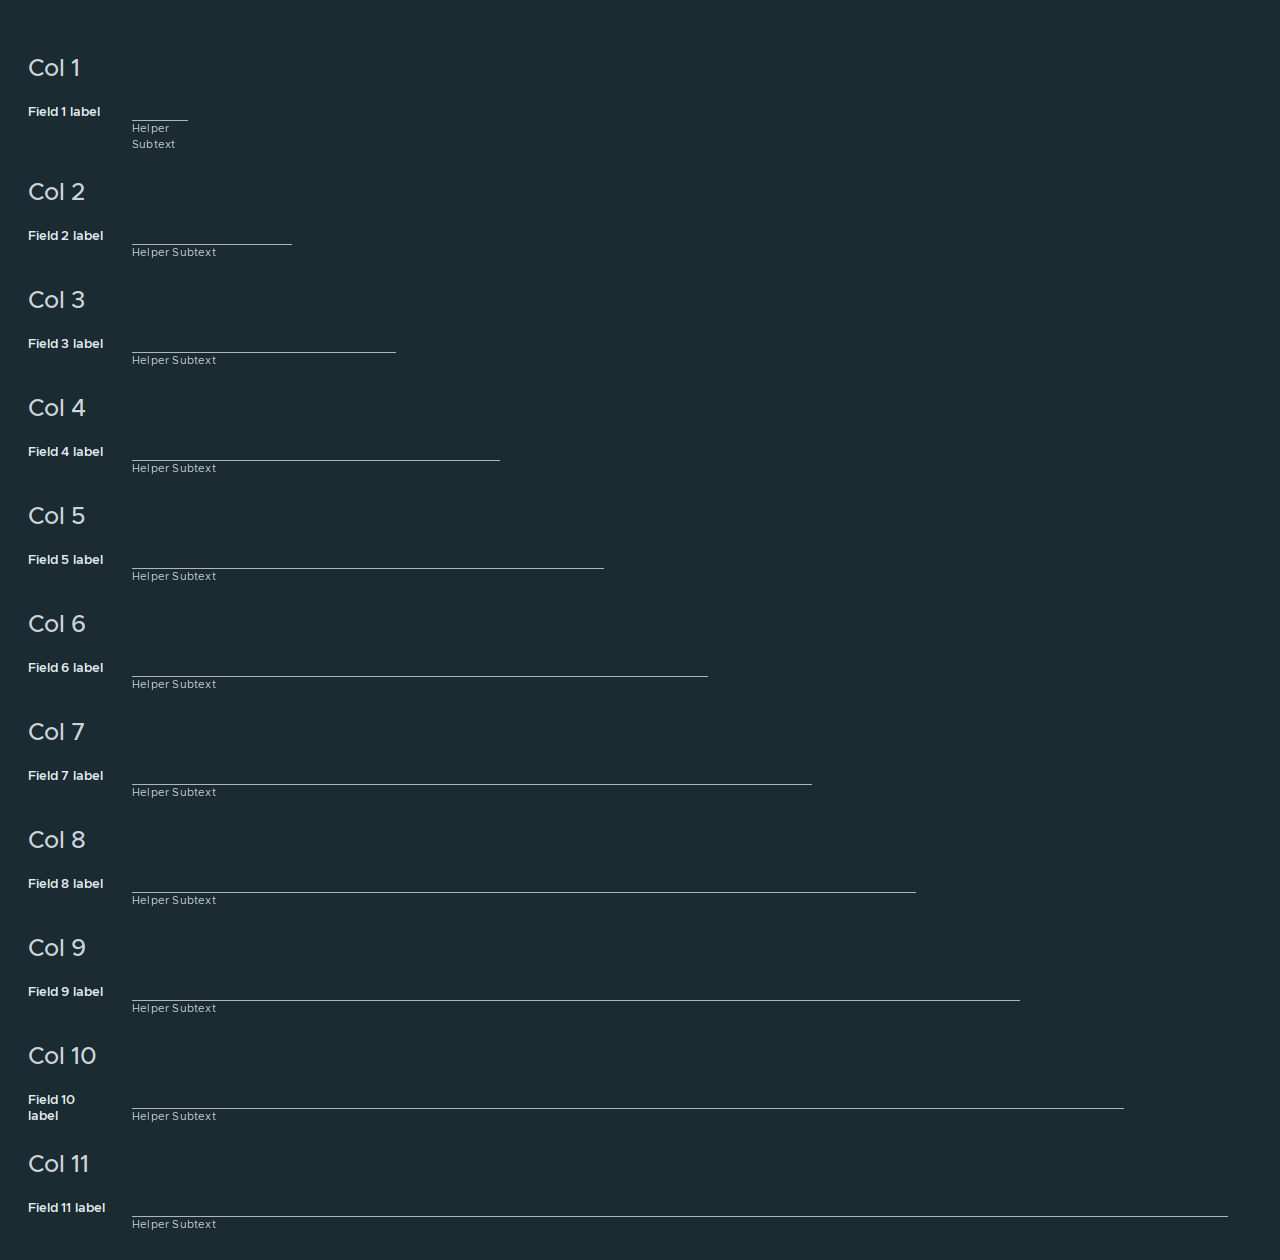 Col 1
Field 1 label
Helper
Subtext
Col 2
Field 2 label
Helper Subtext
Col 3
Field 3 label
Helper Subtext
Col 4
Field 4 label
Helper Subtext
Col 5
Field 5 label
Helper Subtext
Col 6
Field 6 label
Helper Subtext
Col 7
Field 7 label
Helper Subtext
Col 8
Field 8 label
Helper Subtext
Col 9
Field 9 label
Helper Subtext
Col 10
Field 10
label
Helper Subtext
Col 11
Field 11 label
Helper Subtext